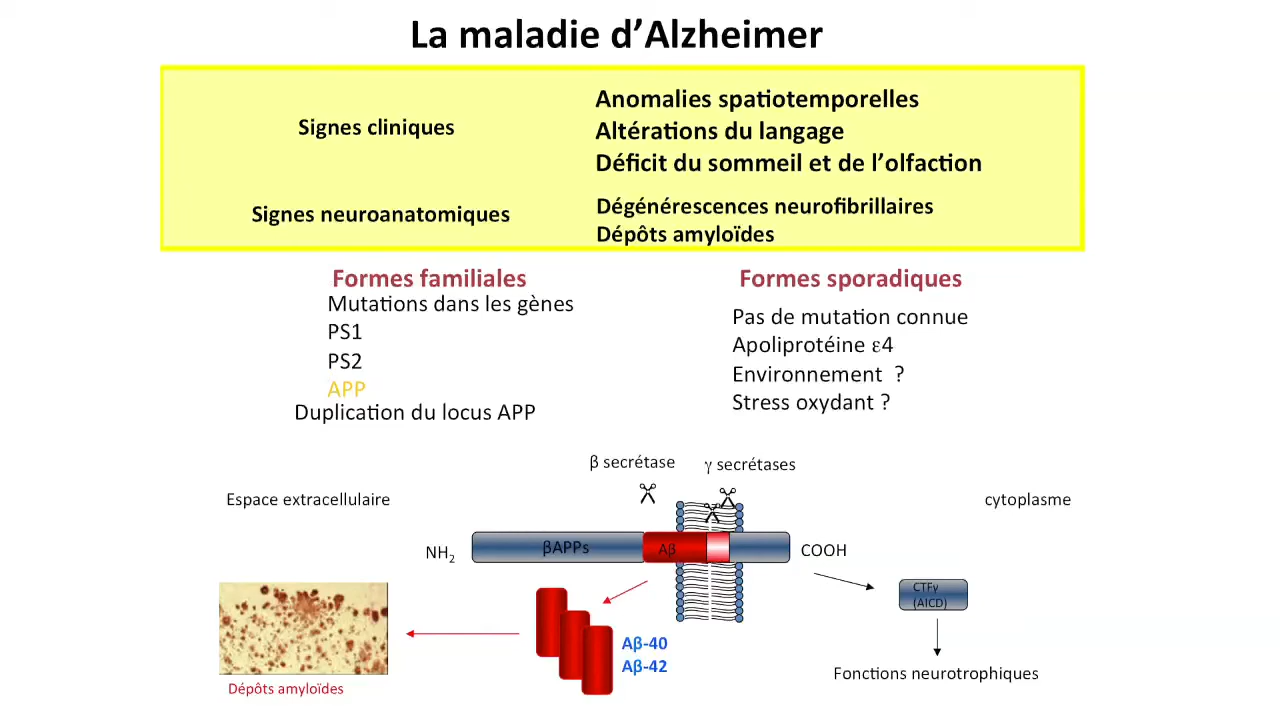 La maladie d’Alzheimer
Signes cliniques
Anomalies spatiotemporelles
Altérations du langage
Déficit du sommeil et de l’olfaction
Signes neuroanatomiques
Dégénérescences neurofibrillaires
Dépôts amyloïdes
Formes familiales
Mutations dans les gènes
PS1
PS2
APP
Duplication du locus APP
Formes sporadiques
Pas de mutation connue
Apoliprotéine ε4
Environnement ?
Stress oxydant ?
β secrétase
γ secrétases
Espace extracellulaire
cytoplasme
NH2
βAPPs
Aβ
COOH
CTFγ
(AICD)
Aβ-40
Aβ-42
Fonctions neurotrophiques
Dépôts amyloïdes